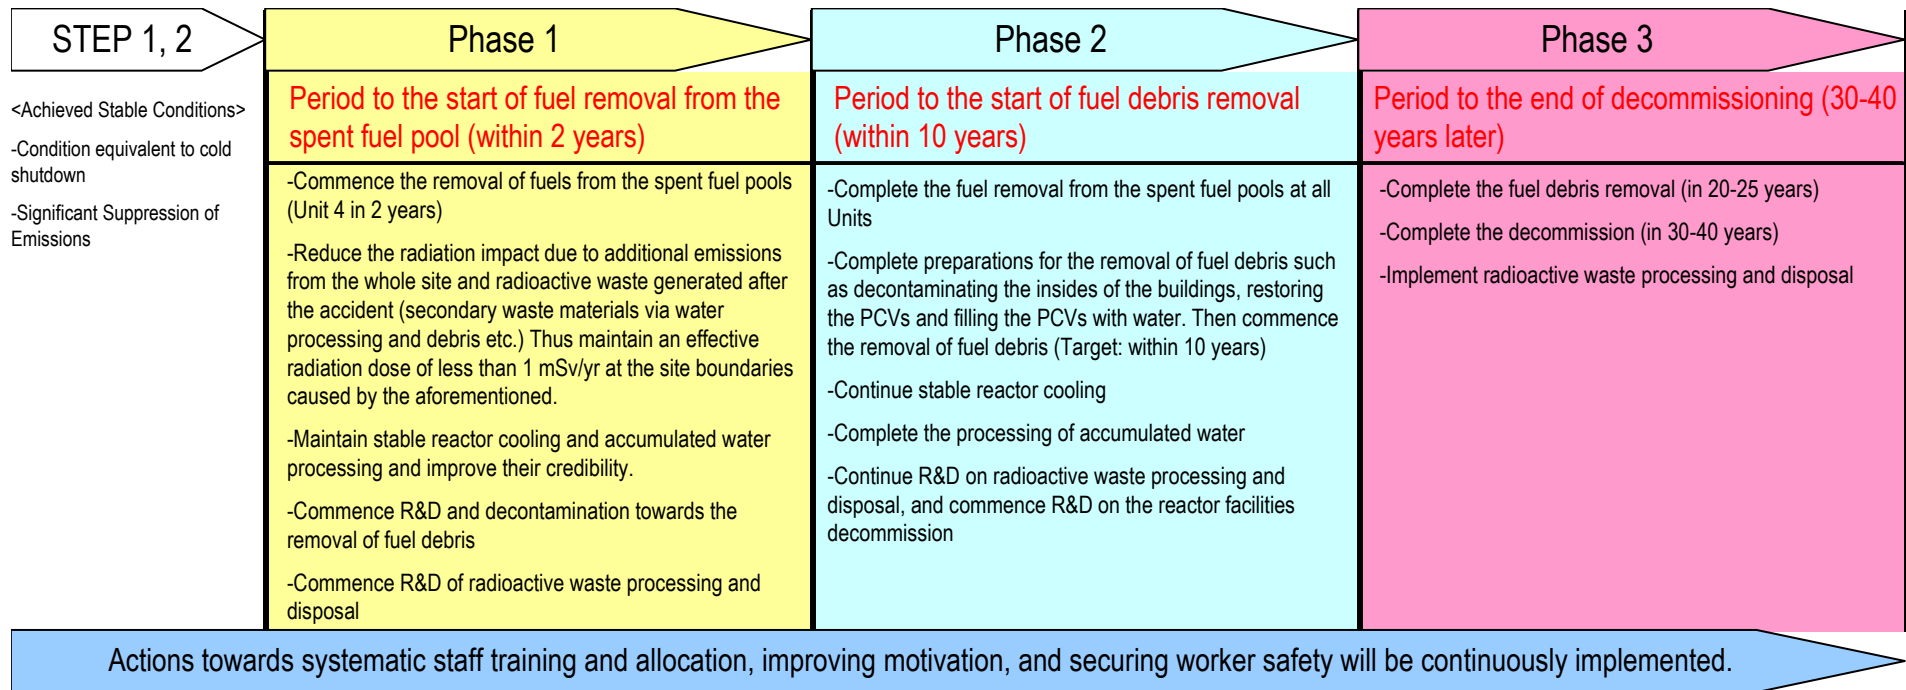 STEP 1, 2
<Achieved Stable Conditions>
-Condition equivalent to cold
shutdown
-Significant Suppression of
Emissions
Phase 1
Period to the start of fuel removal from the
spent fuel pool (within 2 years)
-Commence the removal of fuels from the spent fuel pools
(Unit 4 in 2 years)
-Reduce the radiation impact due to additional emissions
from the whole site and radioactive waste generated after
the accident (secondary waste materials via water
processing and debris etc.) Thus maintain an effective
radiation dose of less than 1 mSv/yr at the site boundaries
caused by the aforementioned.
-Maintain stable reactor cooling and accumulated water
processing and improve their credibility.
-Commence R&D and decontamination towards the
removal of fuel debris
-Commence R&D of radioactive waste processing and
disposal
Phase 2
Period to the start of fuel debris removal
(within 10 years)
-Complete the fuel removal from the spent fuel pools at all
Units
-Complete preparations for the removal of fuel debris such
as decontaminating the insides of the buildings, restoring
the PCVs and filling the PCVs with water. Then commence
the removal of fuel debris (Target: within 10 years)
-Continue stable reactor cooling
-Complete the processing of accumulated water
-Continue R&D on radioactive waste processing and
disposal, and commence R&D on the reactor facilities
decommission
Phase 3
Period to the end of decommissioning (30-40
years later)
-Complete the fuel debris removal (in 20-25 years)
-Complete the decommission (in 30-40 years)
-Implement radioactive waste processing and disposal
Actions towards systematic staff training and allocation, improving motivation, and securing worker safety will be continuously implemented.